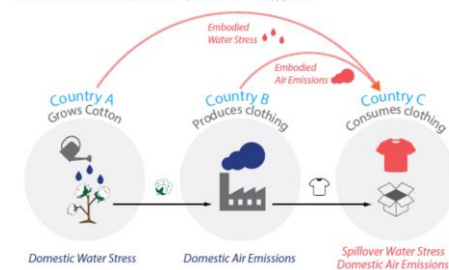 Embodied
Water Stress
Embodied
Air Emissions
Country A
Grows Cotton
Country B
Produces clothing
Country C
Consumes clothing
Domestic Water Stress
Domestic Air Emissions
Spillover Water Stress
Domestic Air Emissions